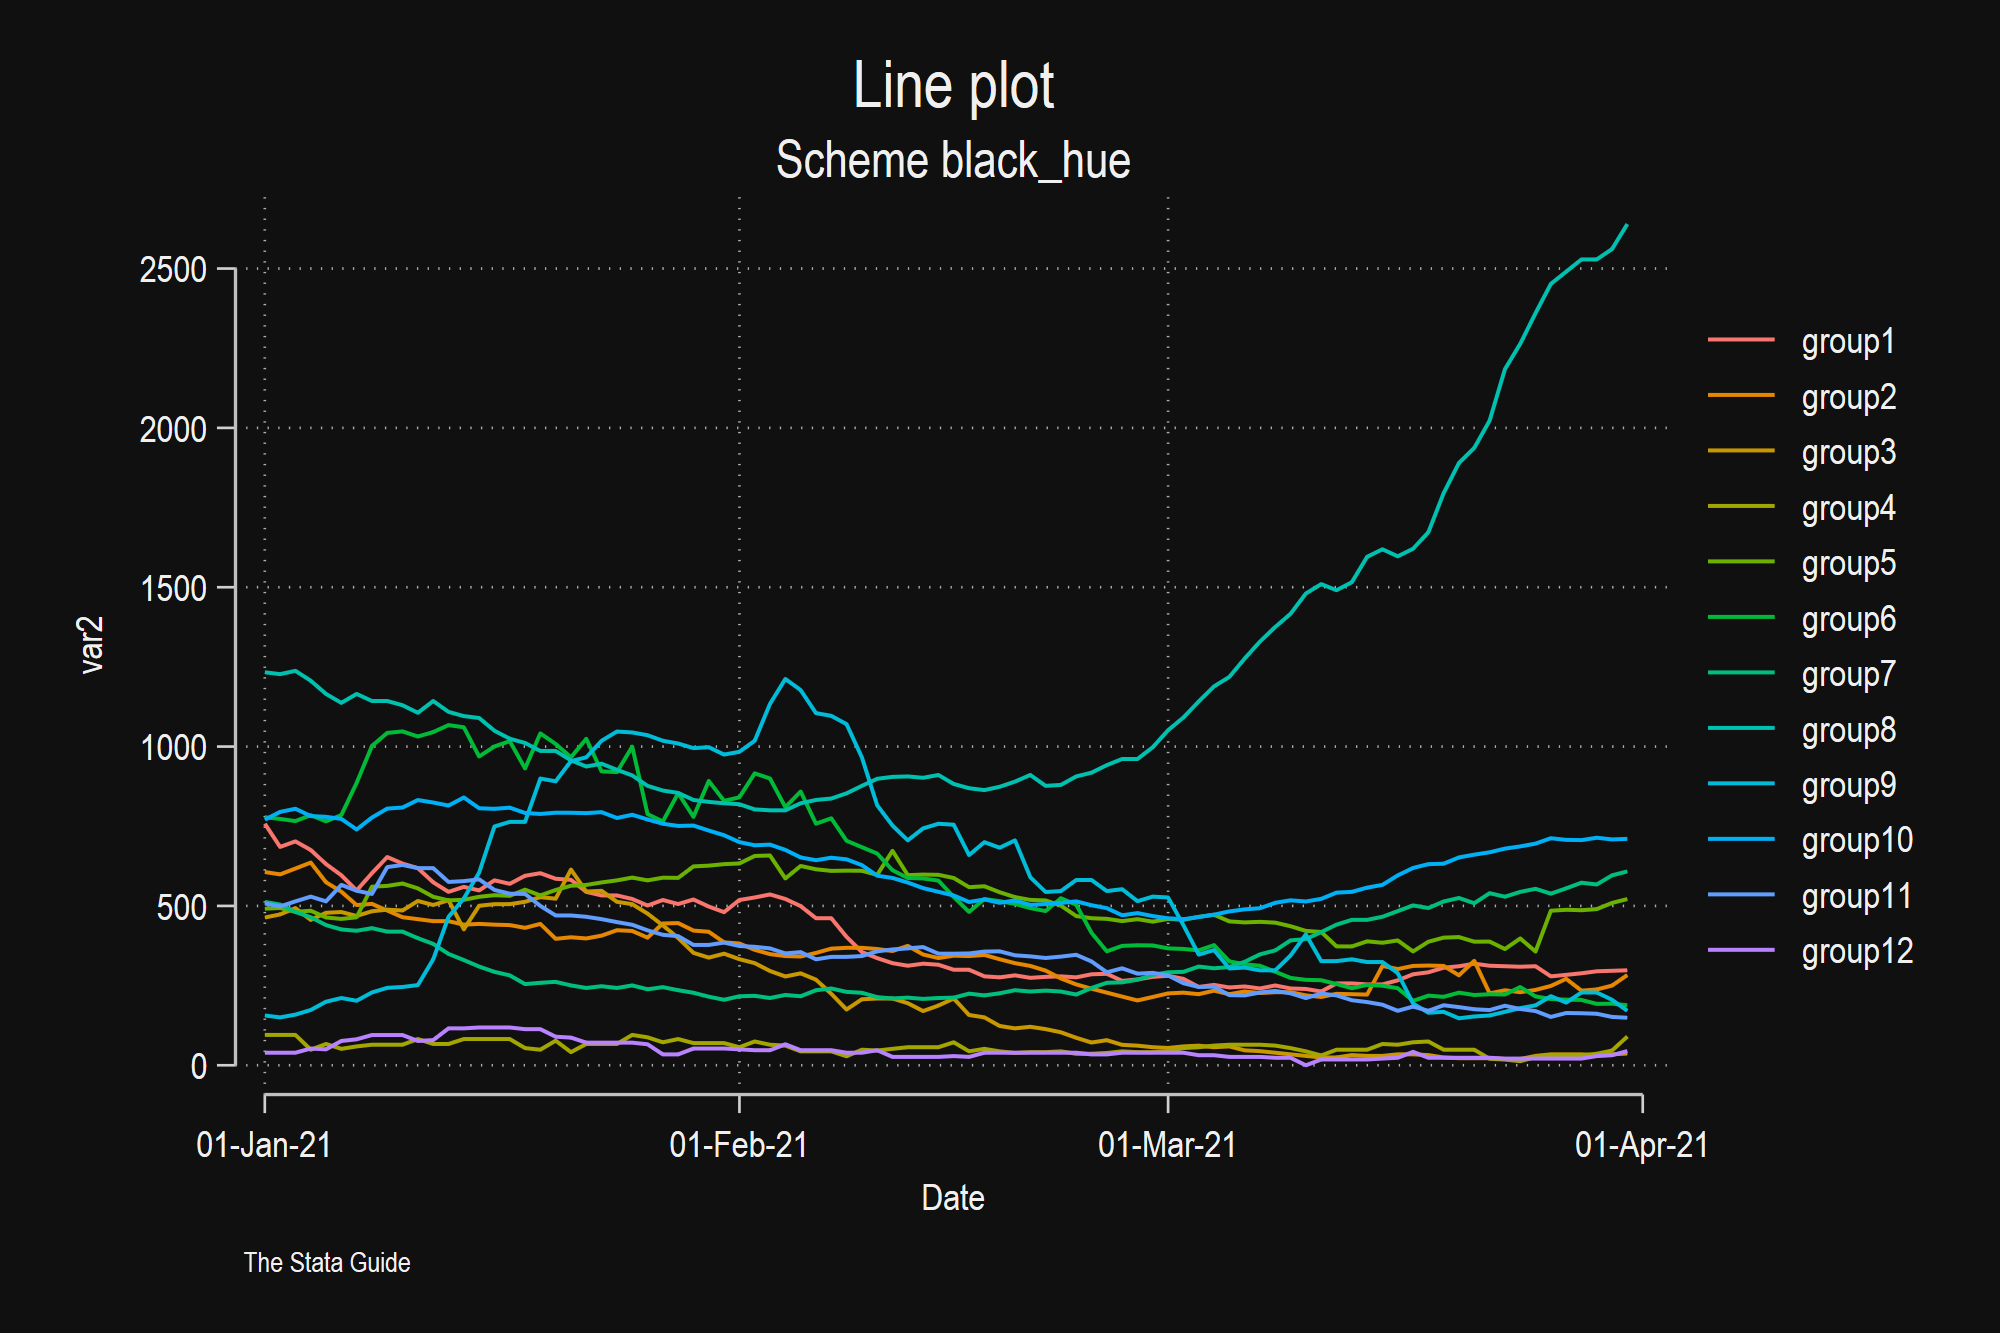 Line plot
Scheme black_hue
2500
2000
1500
1000
500
0
var2
01-Jan-21
01-Feb-21
01-Mar-21
01-Apr-21
Date
group1
group2
group3
group4
group5
group6
group7
group8
group9
group10
group11
group12
The Stata Guide